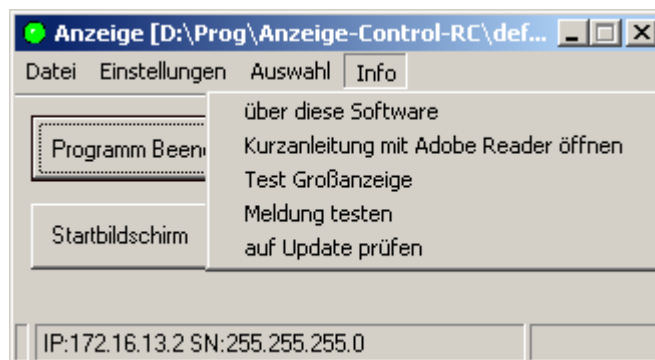 Anzeige [D:\Prog\Anzeige-Control-RC\def...
Datei Einstellungen Auswahl Info
über diese Software
Kurzanleitung mit Adobe Reader öffnen
Test Großanzeige
Meldung testen
auf Update prüfen
Programm Been
Startbildschirm
IP:172.16.13.2 SN:255.255.255.0